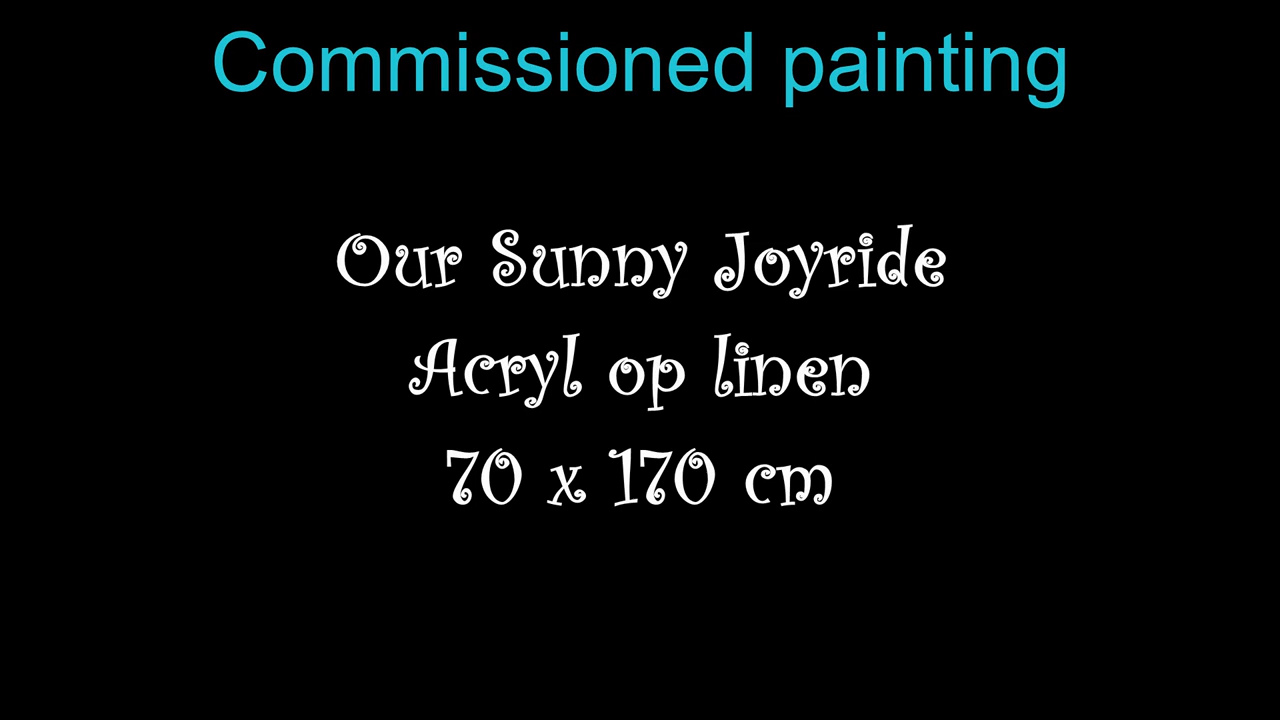 Commissioned painting
Our Sunny Joyride
Acryl op linen
70 x 170 cm